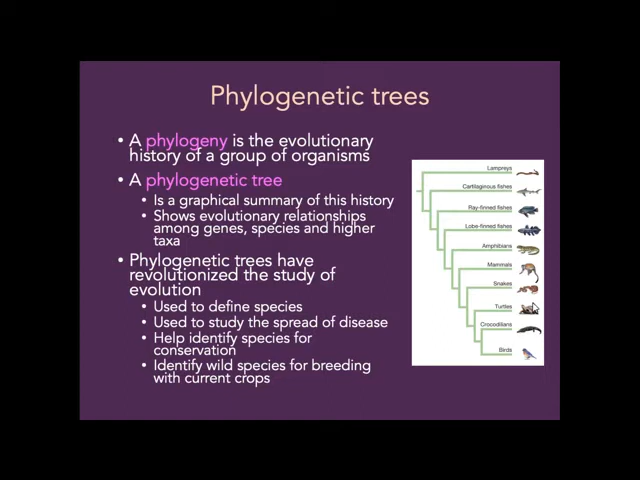 Phylogenetic trees
• A phylogeny is the evolutionary
history of a group of organisms
• A phylogenetic tree
• Is a graphical summary of this history
• Shows evolutionary relationships
among genes, species and higher
taxa
• Phylogenetic trees have
revolutionized the study of
evolution
• Used to define species
• Used to study the spread of disease
• Help identify species for
conservation
• Identify wild species for breeding
with current crops
Lampreys
Cartilaginous fishes
Ray-finned fishes
Lobe-finned fishes
Amphibians
Mammals
Snakes
Turtles
Crocodilians
Birds